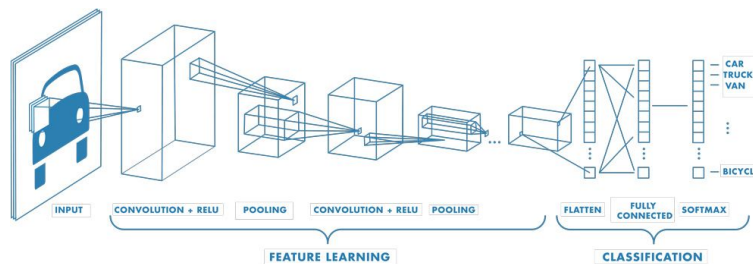 CAR
TRUCK
VAN
BICYCL
INPUT
CONVOLUTION + RELU
POOLING
CONVOLUTION + RELU
POOLING
FLATTEN
FULLY
CONNECTED
SOFTMAX
FEATURE LEARNING
CLASSIFICATION